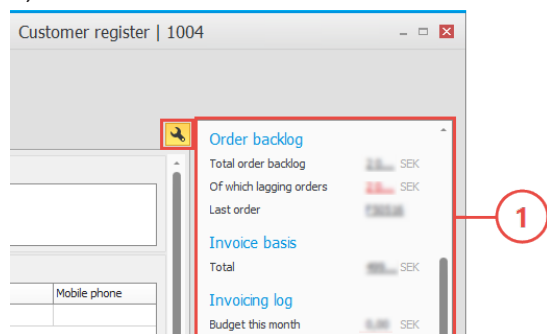 Customer register | 1004
Order backlog
Total order backlog SEK
Of which lagging orders SEK
Last order
Invoice basis
Total SEK
Mobile phone
Invoicing log
Budget this month SEK
1